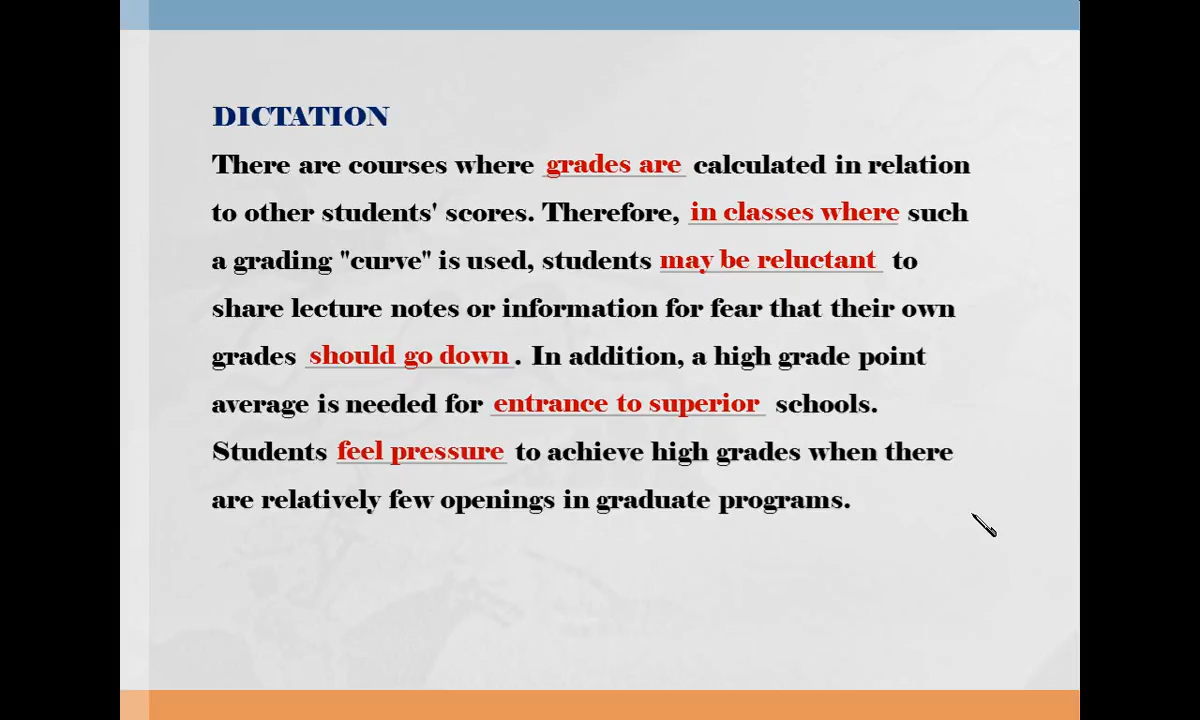 DICTATION
There are courses where grades are calculated in relation
to other students' scores. Therefore, in classes where such
a grading "curve" is used, students may be reluctant to
share lecture notes or information for fear that their own
grades should go down. In addition, a high grade point
average is needed for entrance to superior schools.
Students feel pressure to achieve high grades when there
are relatively few openings in graduate programs.